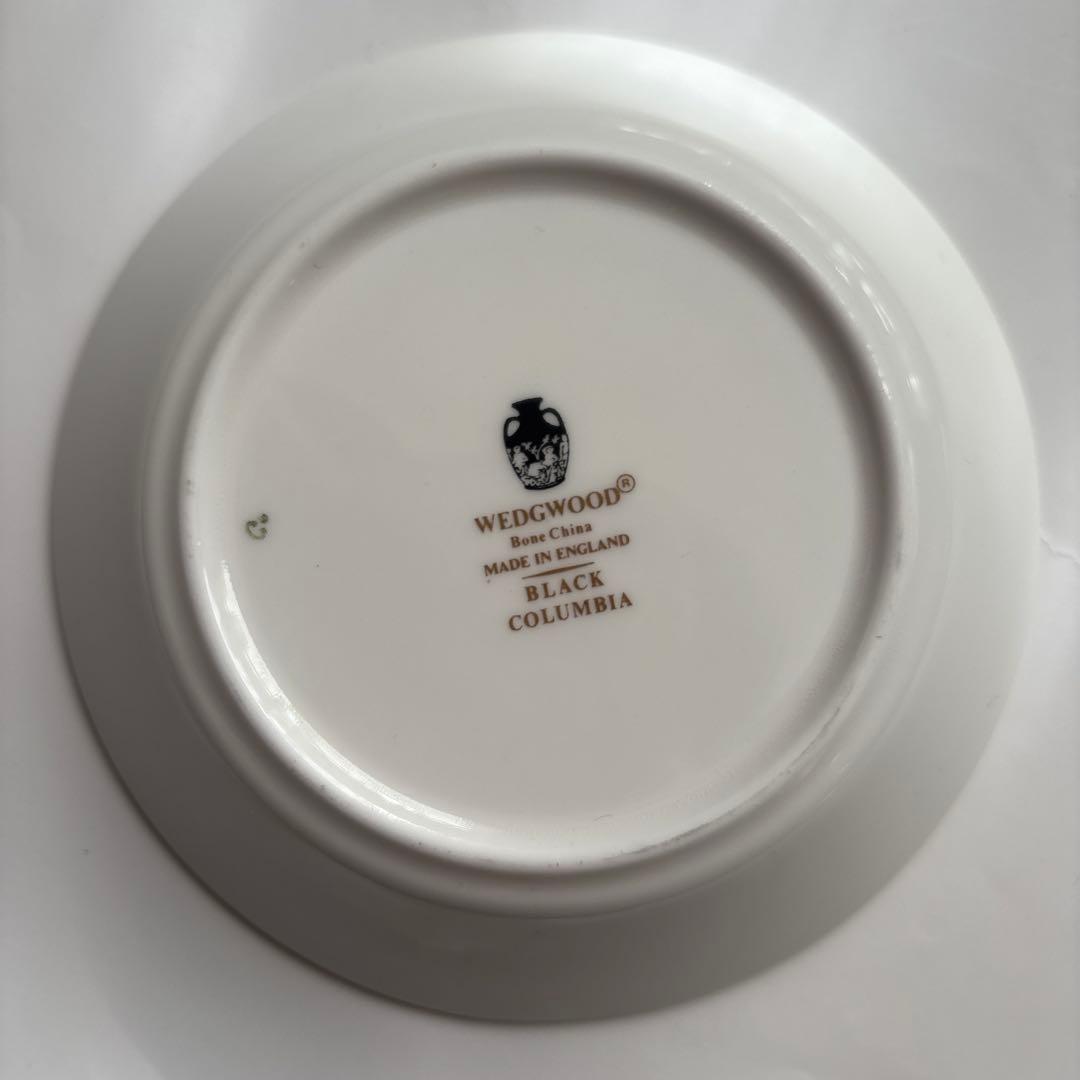 WEDGWOOD®
Bone China
MADE IN ENGLAND
BLACK
COLUMBIA